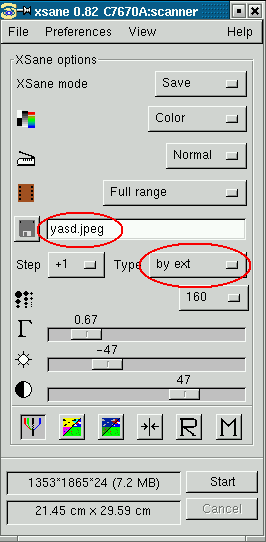 xsane 0.82 C7670A:scanner
File Preferences View Help
XSane options
XSane mode Save
Color
Normal
Full range
yasd.jpeg
Step +1 Type by ext
160
0.67
-47
47
R M
1353*1865*24 (7.2 MB) Start
21.45 cm x 29.59 cm Cancel